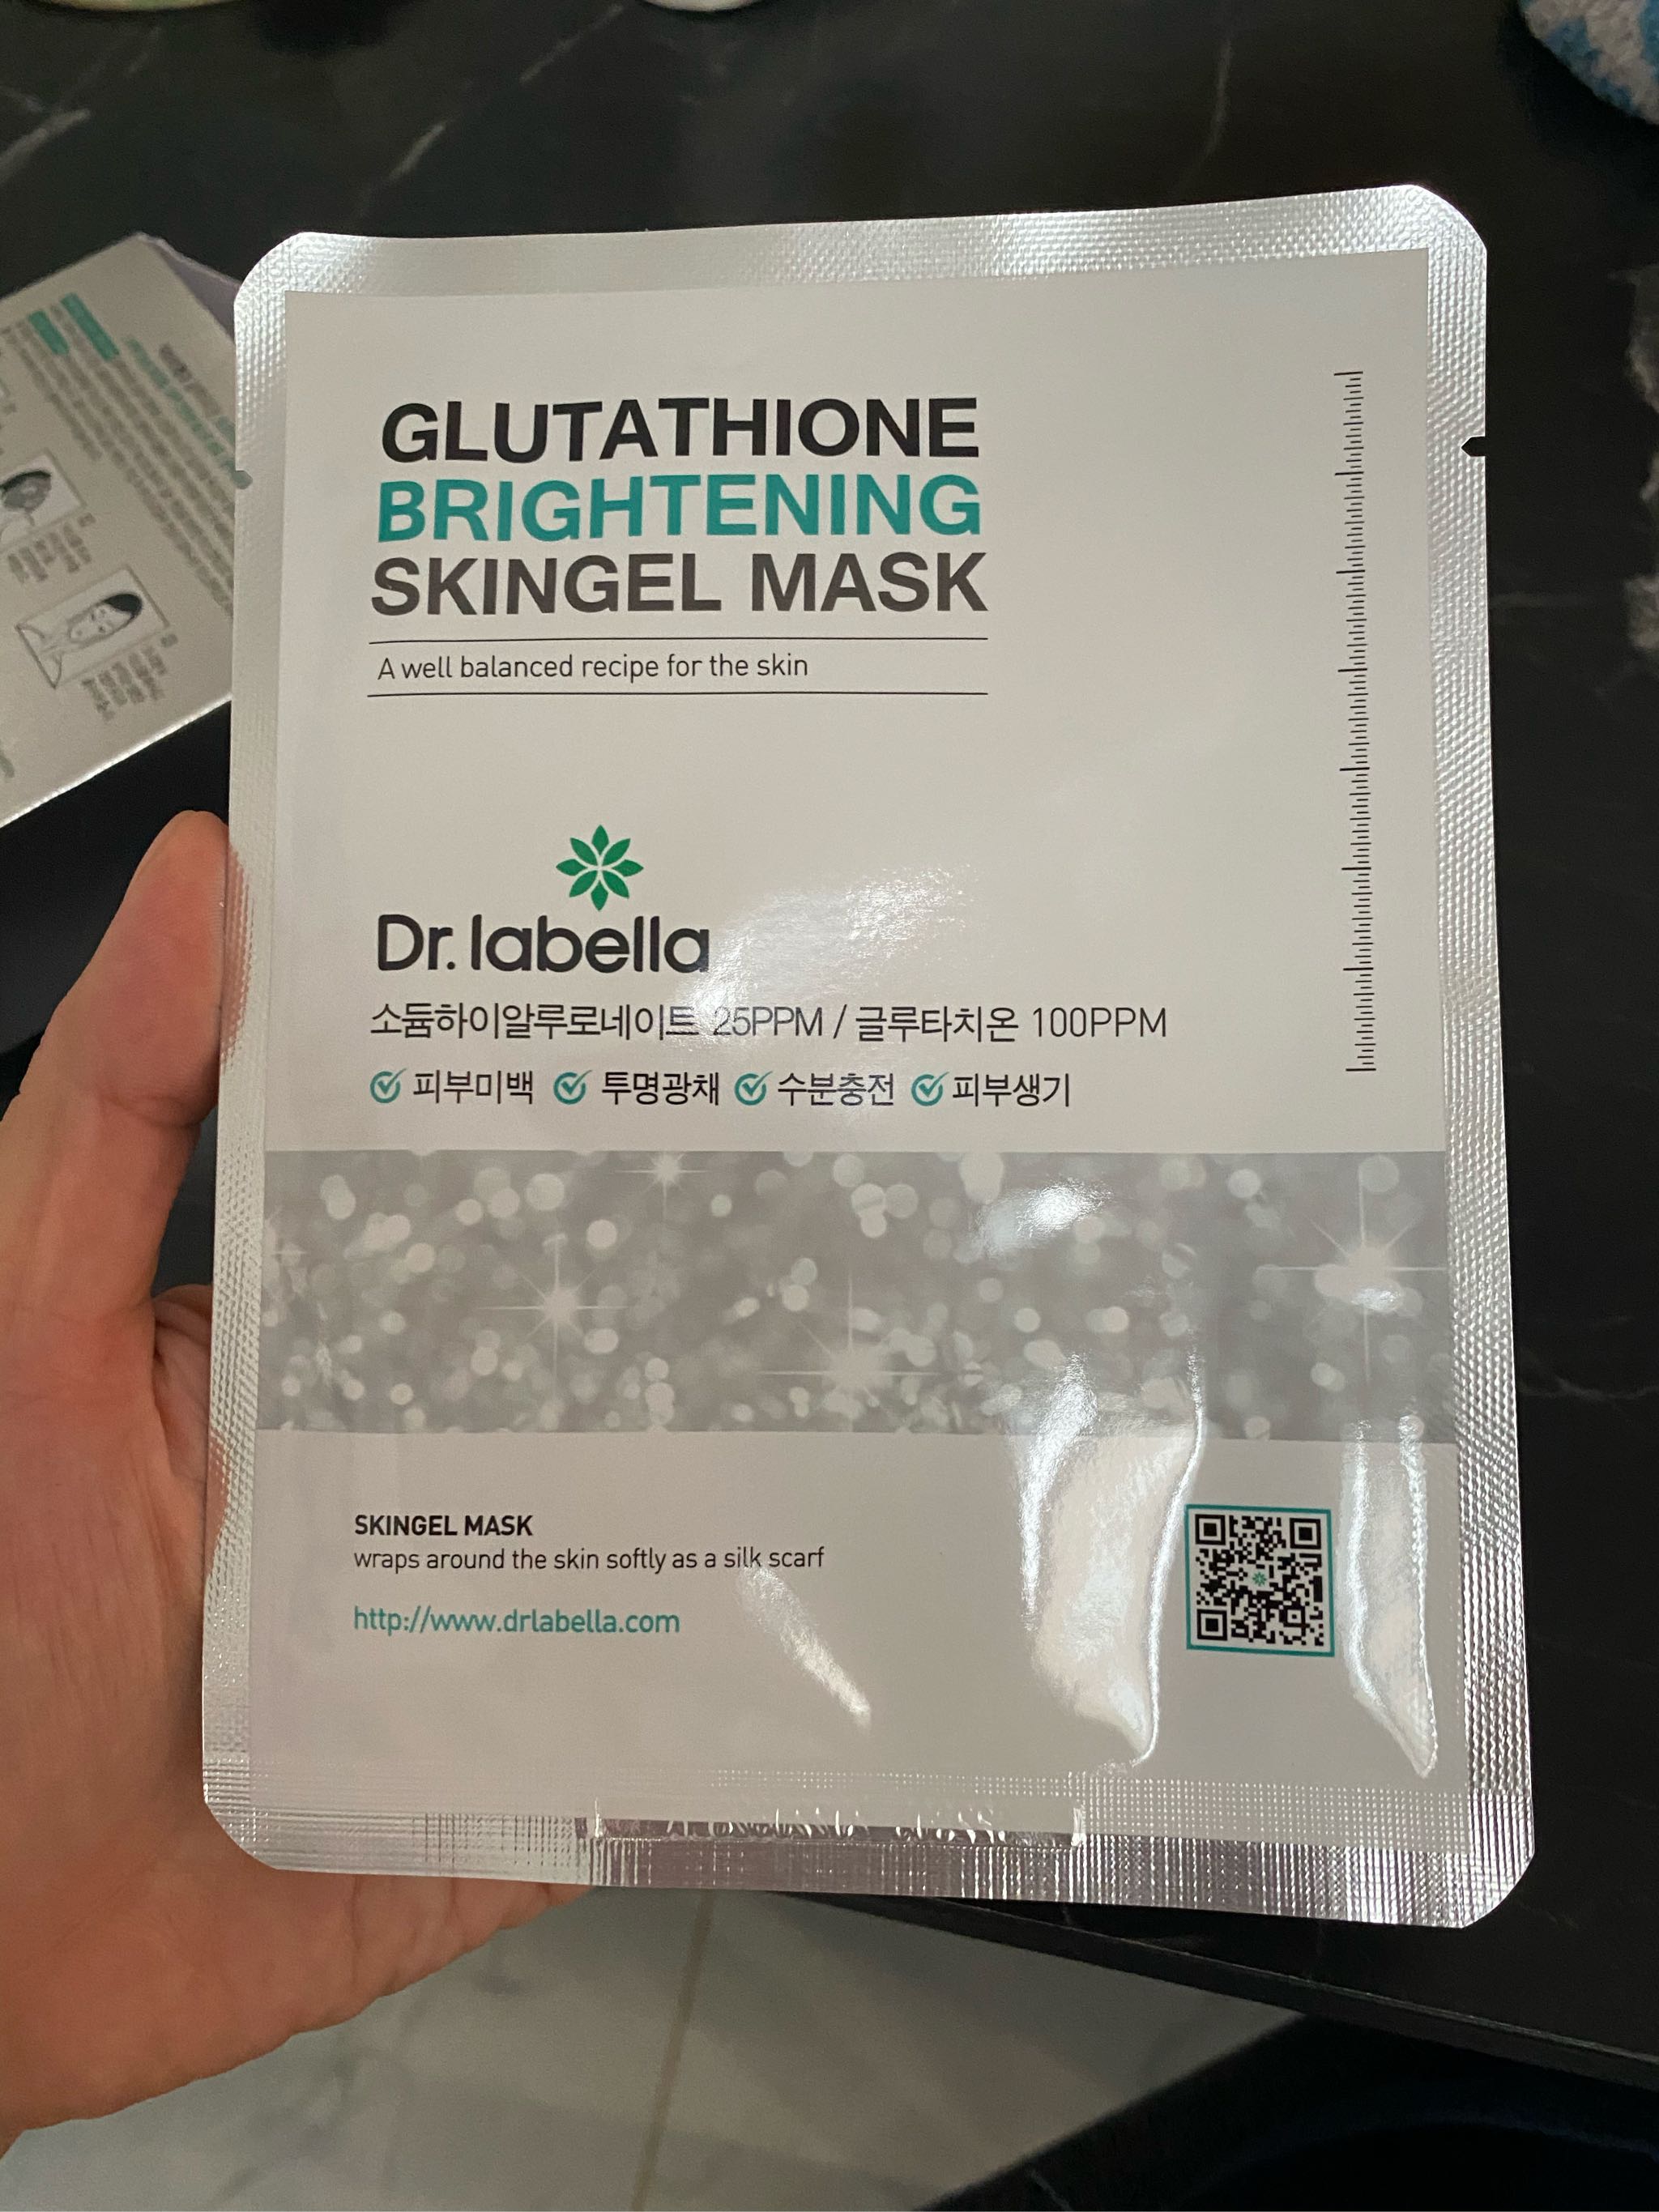 GLUTATHIONE
BRIGHTENING
SKINGEL MASK
A well balanced recipe for the skin
Dr. labella
소듐하이알루로네이트 25PPM / 글루타치온 100PPM
피부미백 투명광채 수분충전 피부생기
SKINGEL MASK
wraps around the skin softly as a silk scarf
http://www.drlabella.com